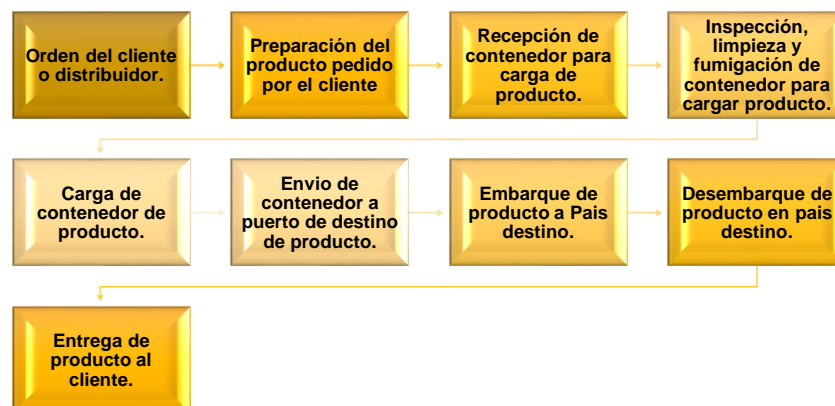 Orden del cliente
o distribuidor.
Preparación del
producto pedido
por el cliente
Recepción de
contenedor para
carga de
producto.
Inspección,
limpieza y
fumigación de
contenedor para
cargar producto.
Carga de
contenedor de
producto.
Envio de
contenedor a
puerto de destino
de producto.
Embarque de
producto a Pais
destino.
Desembarque de
producto en pais
destino.
Entrega de
producto al
cliente.